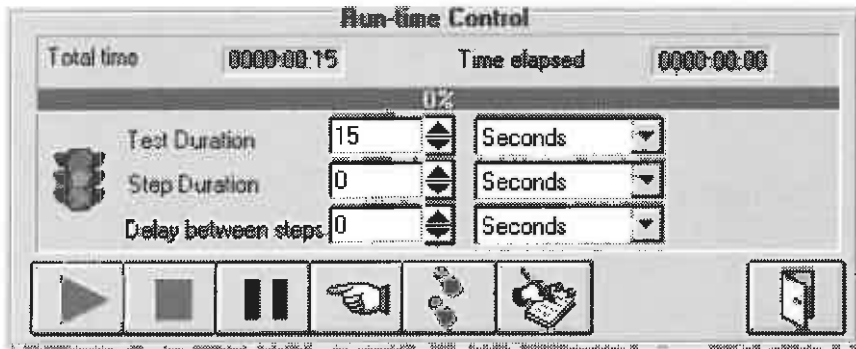 Run-time Control
Total time 0000:00:15 Time elapsed 0000:00:00
0%
Test Duration 15 Seconds
Step Duration 0 Seconds
Delay between steps 0 Seconds